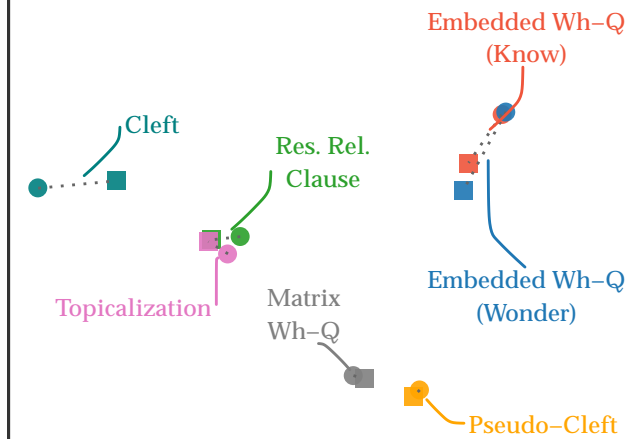 Embedded Wh–Q
(Know)
Cleft
Res. Rel.
Clause
Embedded Wh–Q
(Wonder)
Topicalization
Matrix
Wh–Q
Pseudo–Cleft